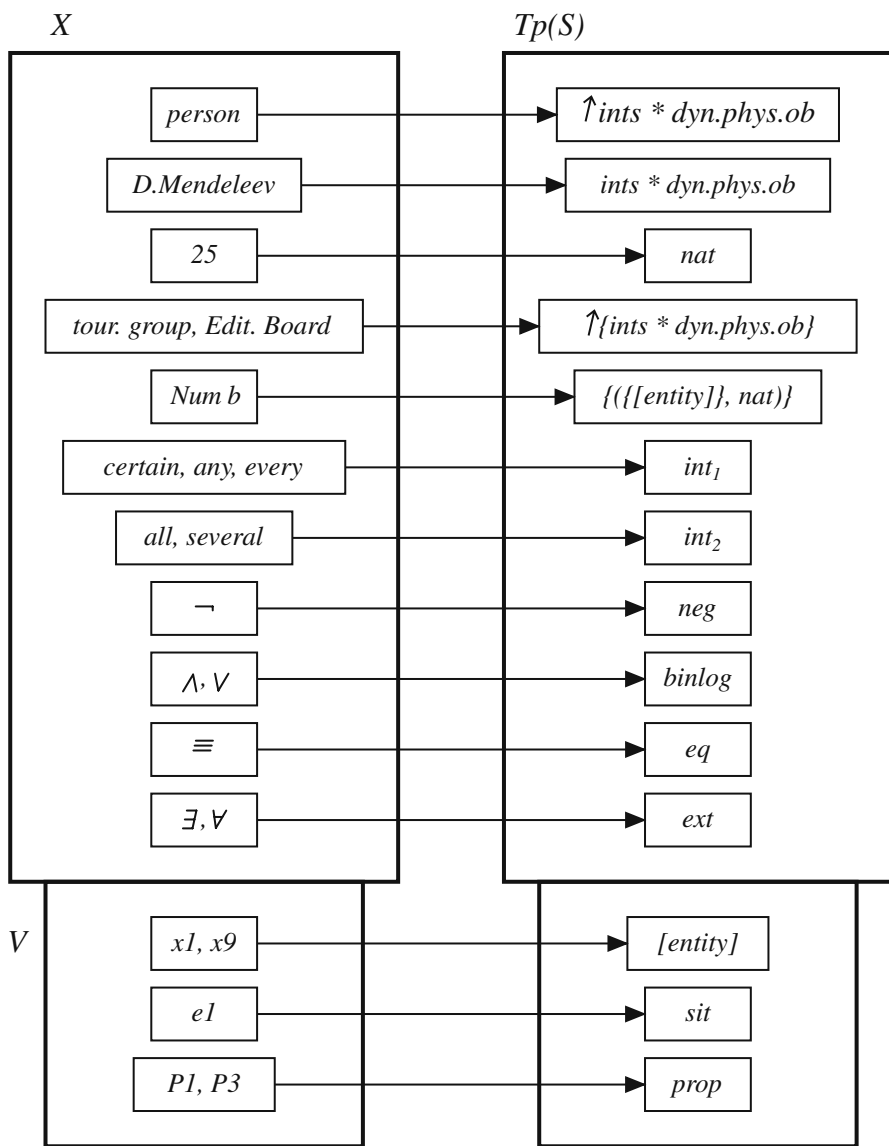 X Tp(S)
person ↑ints * dyn.phys.ob
D.Mendeleev ints * dyn.phys.ob
25 nat
tour. group, Edit. Board ↑{ints * dyn.phys.ob}
Num b {({[entity]}, nat)}
certain, any, every int₁
all, several int₂
¬ neg
∧, ∨ binlog
≡ eq
∃, ∀ ext
V x1, x9 [entity]
e1 sit
P1, P3 prop